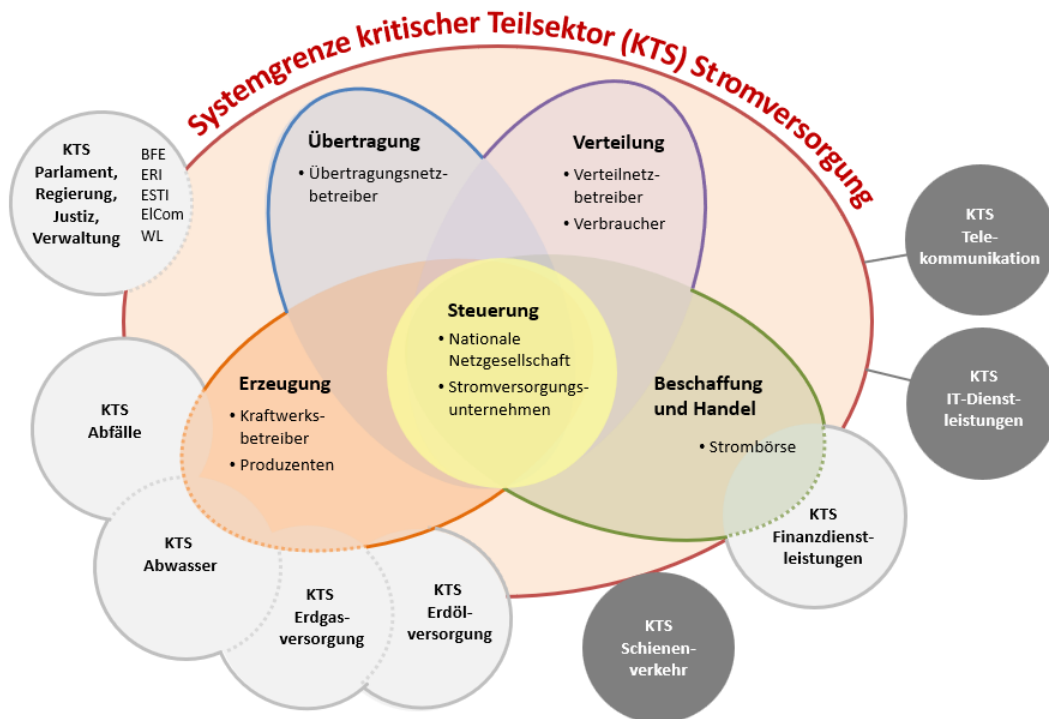 Systemgrenze kritischer Teilsektor (KTS) Stromversorgung
KTS
Parlament,
Regierung,
Justiz,
Verwaltung
BFE
ERI
ESTI
ElCom
WL
Übertragung
• Übertragungsnetz-
betreiber
Verteilung
• Verteilnetz-
betreiber
• Verbraucher
KTS
Tele-
kommunikation
Steuerung
• Nationale
Netzgesellschaft
• Stromversorgungs-
unternehmen
Erzeugung
• Kraftwerks-
betreiber
• Produzenten
Beschaffung
und Handel
• Strombörse
KTS
IT-Dienst-
leistungen
KTS
Abfälle
KTS
Abwasser
KTS
Erdgas-
versorgung
KTS
Erdöl-
versorgung
KTS
Finanzdienst-
leistungen
KTS
Schienen-
verkehr